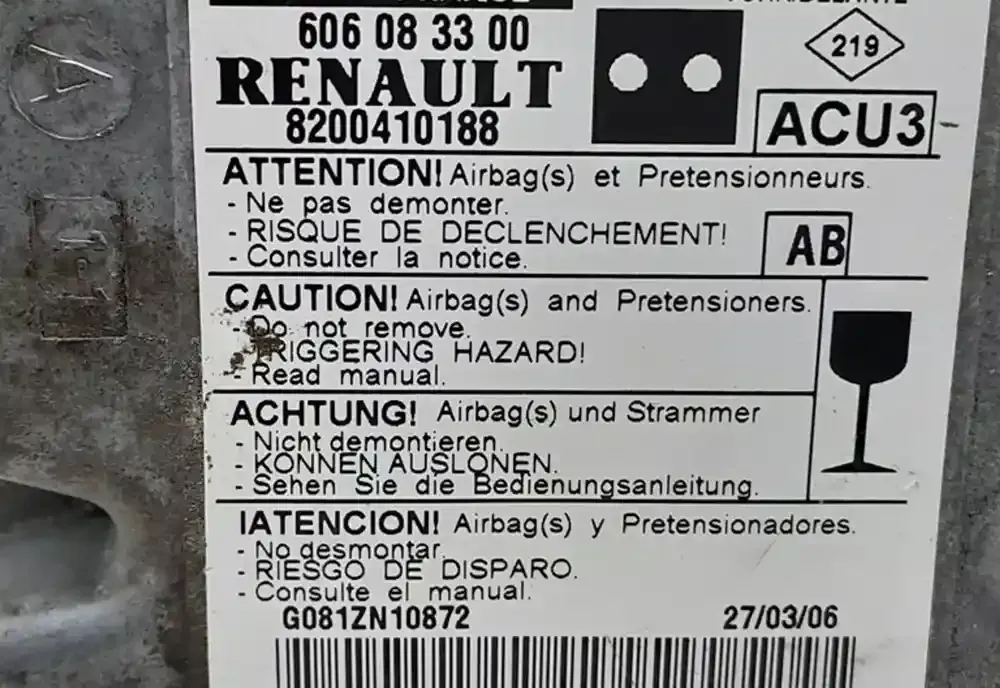 606 08 33 00
RENAULT
8200410188
219
ACU3
ATTENTION! Airbag(s) et Pretensionneurs.
- Ne pas demonter.
- RISQUE DE DECLENCHEMENT!
- Consulter la notice.
AB
CAUTION! Airbag(s) and Pretensioners.
- Do not remove.
- TRIGGERING HAZARD!
- Read manual.
ACHTUNG! Airbag(s) und Strammer
- Nicht demontieren.
- KONNEN AUSLONEN.
- Sehen Sie die Bedienungsanleitung.
IATENCION! Airbag(s) y Pretensionadores.
- No desmontar.
- RIESGO DE DISPARO.
- Consulte el manual.
G081ZN10872 27/03/06